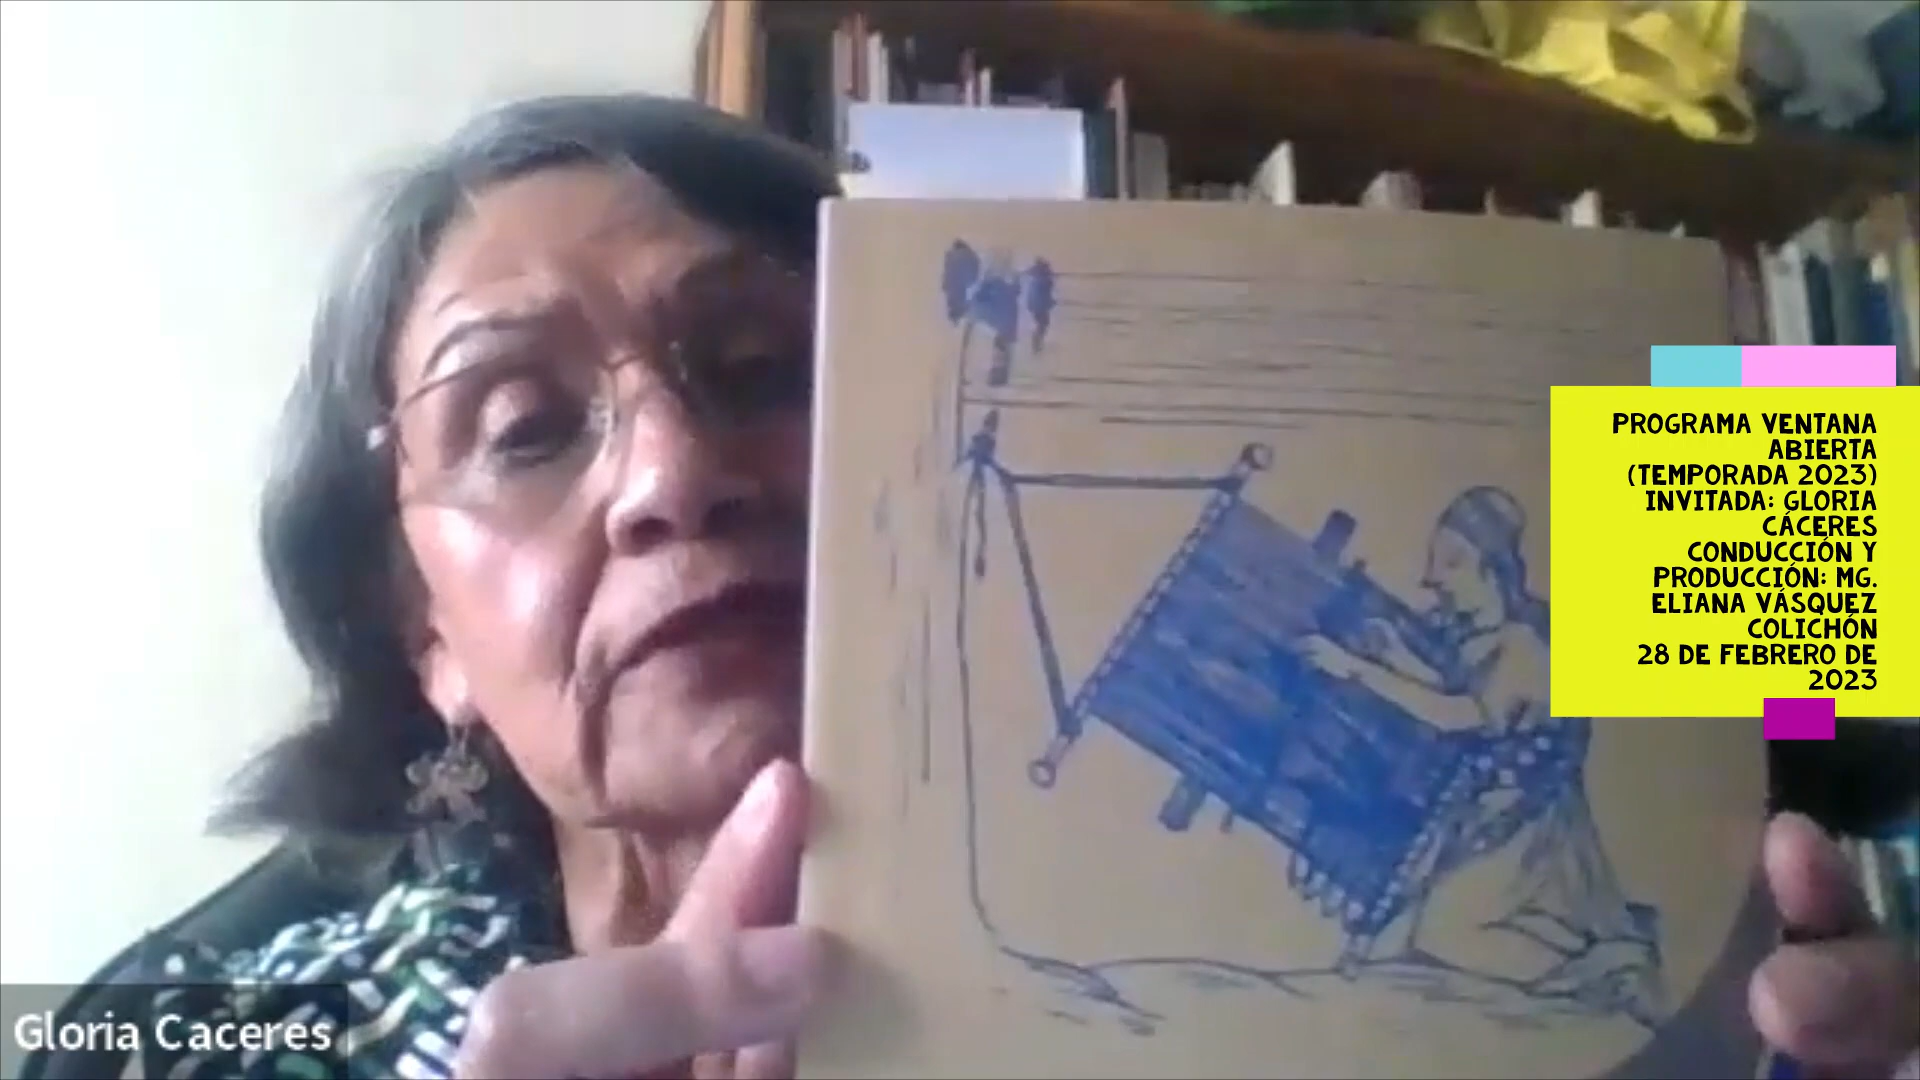 PROGRAMA VENTANA
ABIERTA
(TEMPORADA 2023)
INVITADA: GLORIA
CÁCERES
CONDUCCIÓN Y
PRODUCCIÓN: MG.
ELIANA VÁSQUEZ
COLICHÓN
28 DE FEBRERO DE
2023
Gloria Caceres